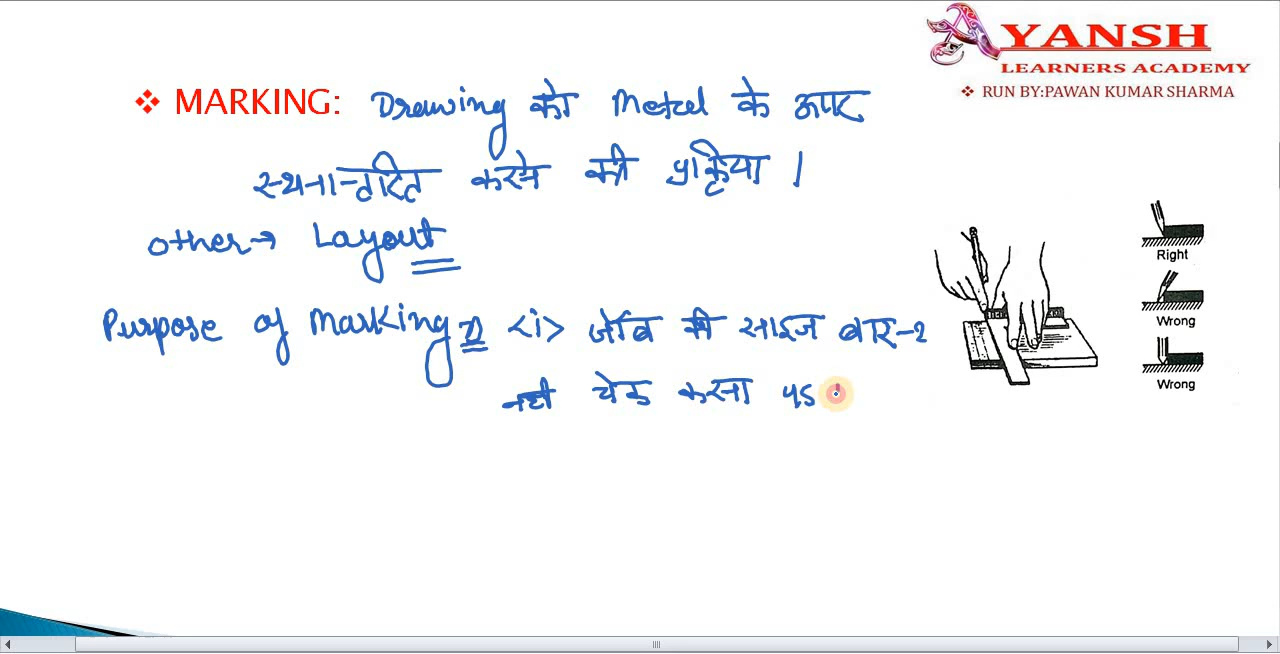 AYANSH
LEARNERS ACADEMY
❖ RUN BY:PAWAN KUMAR SHARMA
❖ MARKING: Drawing को Metal के ऊपर
स्थानान्तरित करने की प्रक्रिया ।
Other→ Layout
Purpose of Marking <i> जॉब की साइज बार-२
नही चेक करना पड
Right
Wrong
Wrong